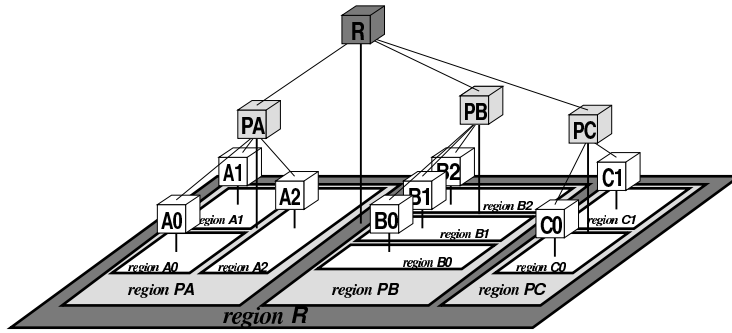 R
PA
PB
PC
A1
B2
C1
A2
B1
A0
B0
C0
region A1
region B2
region C1
region B1
region A0
region A2
region B0
region C0
region PA
region PB
region PC
region R